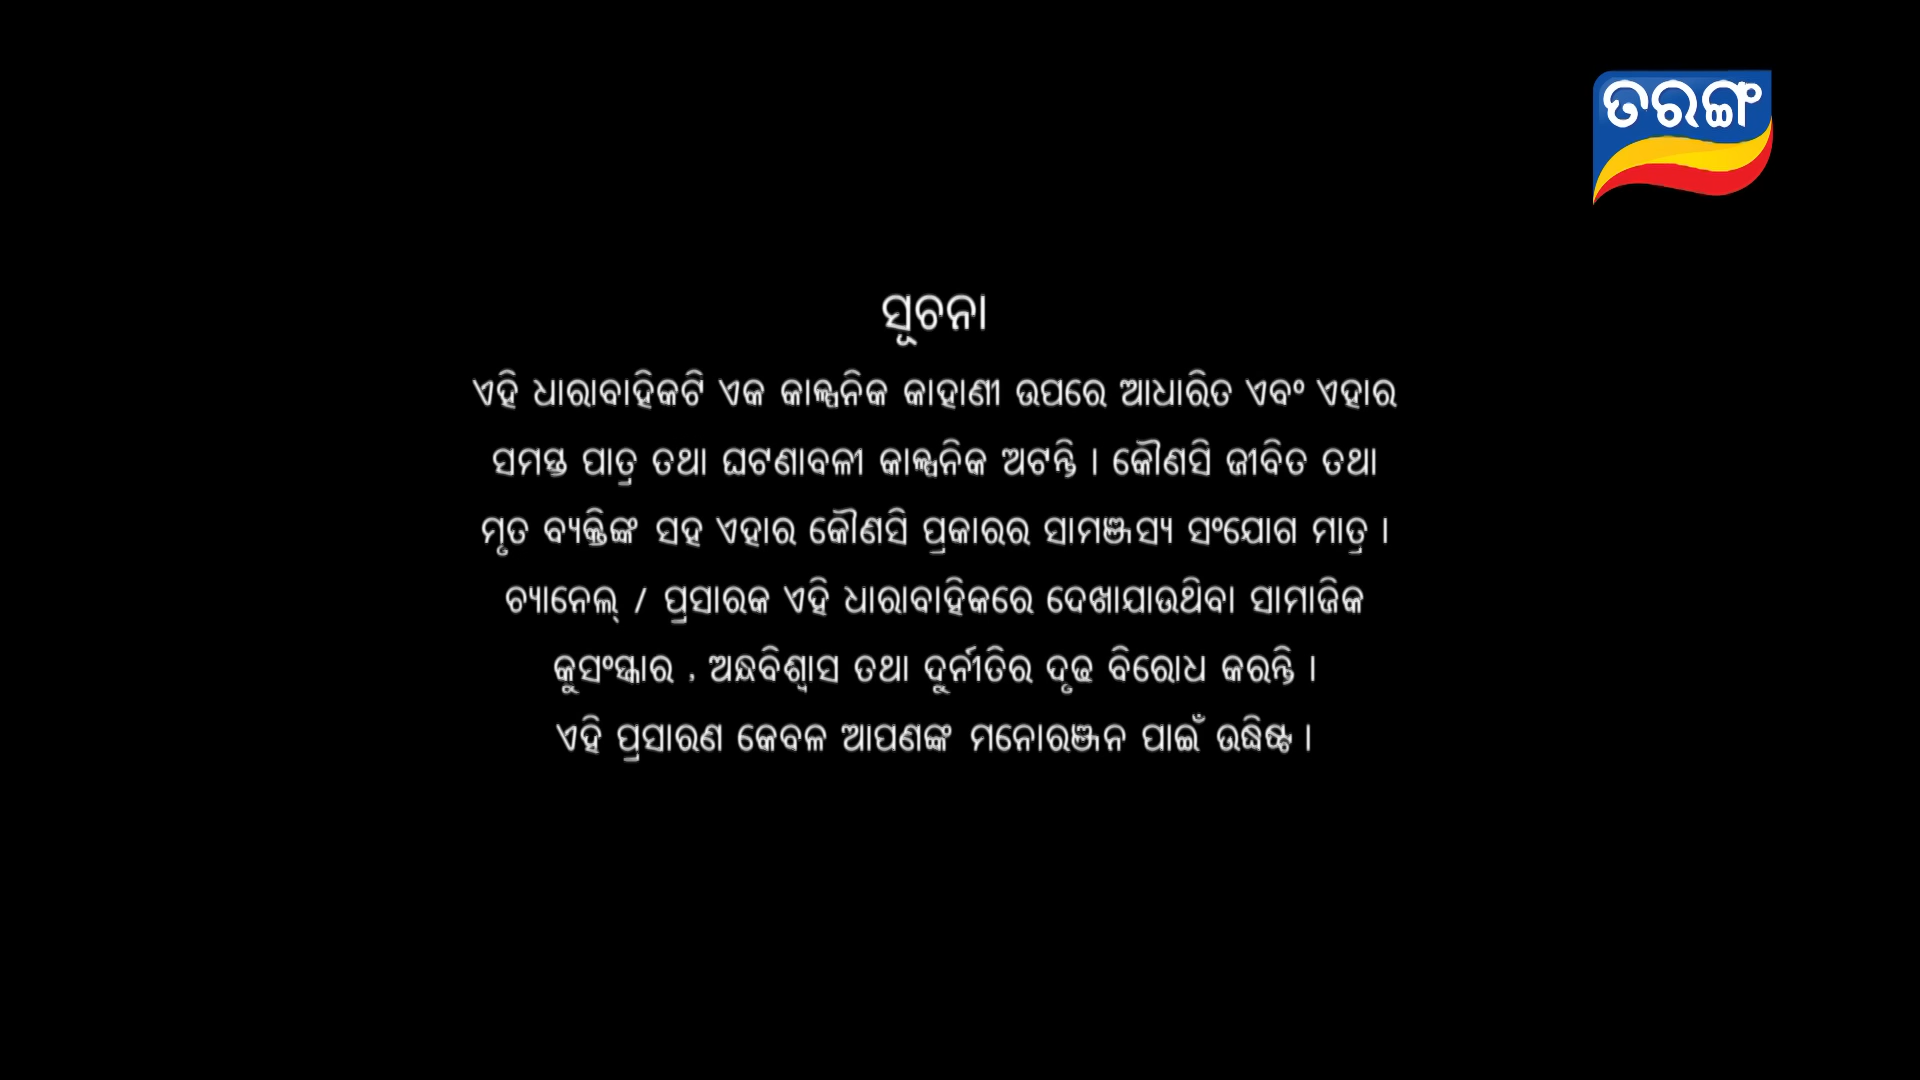 ତରଙ୍ଗ
ସୂଚନା
ଏହି ଧାରାବାହିକଟି ଏକ କାଳ୍ପନିକ କାହାଣୀ ଉପରେ ଆଧାରିତ ଏବଂ ଏହାର
ସମସ୍ତ ପାତ୍ର ତଥା ଘଟଣାବଳୀ କାଳ୍ପନିକ ଅଟନ୍ତି । କୌଣସି ଜୀବିତ ତଥା
ମୃତ ବ୍ୟକ୍ତିଙ୍କ ସହ ଏହାର କୌଣସି ପ୍ରକାରର ସାମଞ୍ଜସ୍ୟ ସଂଯୋଗ ମାତ୍ର ।
ଚ୍ୟାନେଲ୍ / ପ୍ରସାରକ ଏହି ଧାରାବାହିକରେ ଦେଖାଯାଉଥିବା ସାମାଜିକ
କୁସଂସ୍କାର , ଅନ୍ଧବିଶ୍ୱାସ ତଥା ଦୁର୍ନୀତିର ଦୃଢ ବିରୋଧ କରନ୍ତି ।
ଏହି ପ୍ରସାରଣ କେବଳ ଆପଣଙ୍କ ମନୋରଞ୍ଜନ ପାଇଁ ଉଦ୍ଧିଷ୍ଟ ।